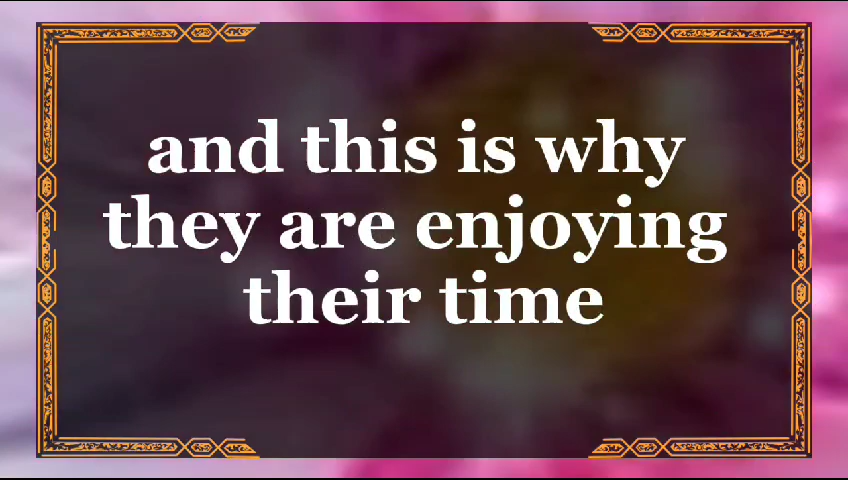 and this is why
they are enjoying
their time